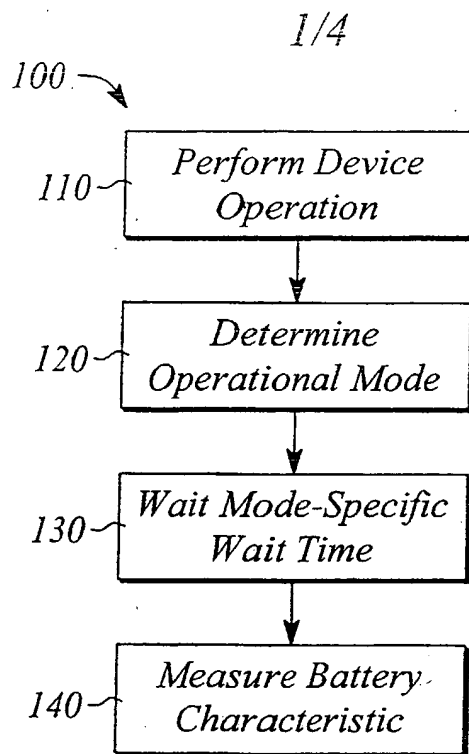 1/4
100
110
Perform Device
Operation
120
Determine
Operational Mode
130
Wait Mode-Specific
Wait Time
140
Measure Battery
Characteristic